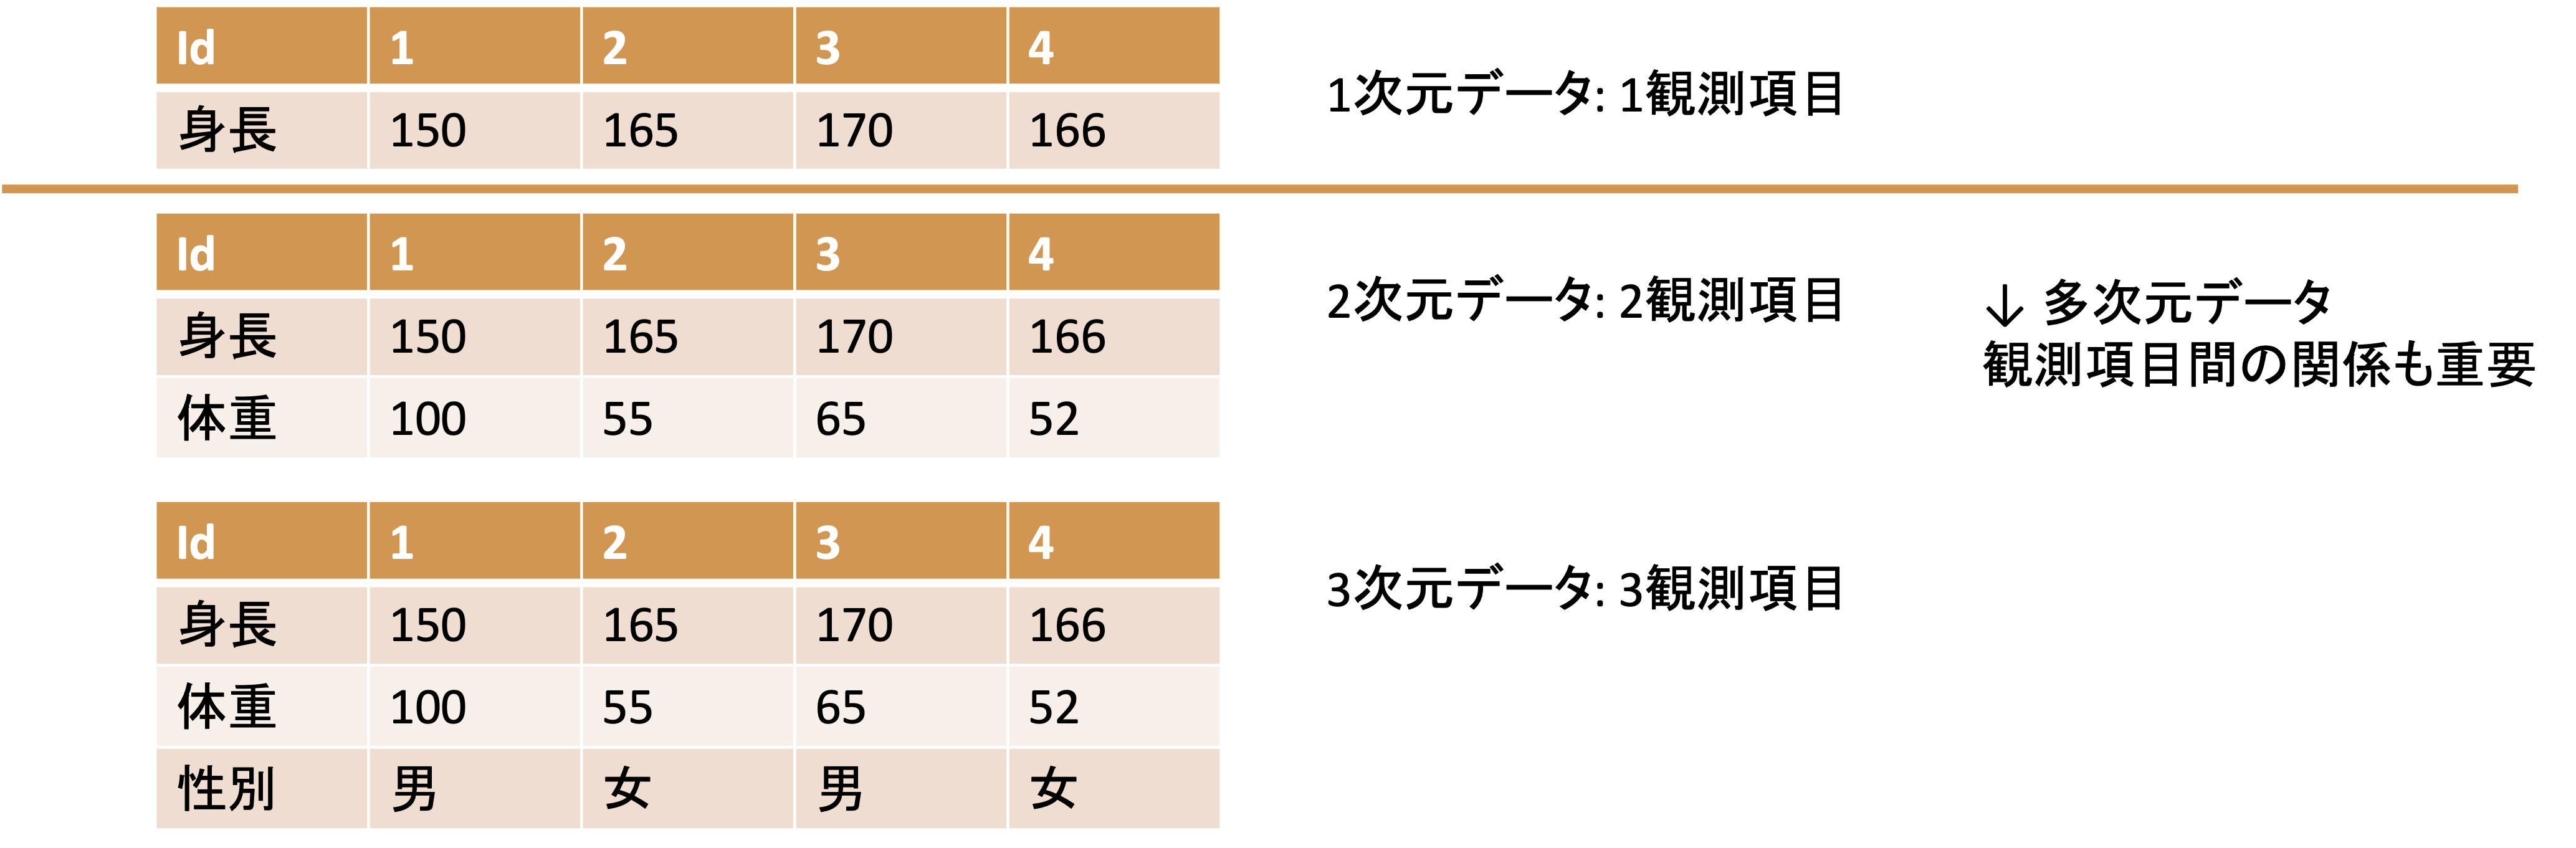 Id 1 2 3 4
身長 150 165 170 166
1次元データ: 1観測項目
Id 1 2 3 4
身長 150 165 170 166
体重 100 55 65 52
2次元データ: 2観測項目
↓ 多次元データ
観測項目間の関係も重要
Id 1 2 3 4
身長 150 165 170 166
体重 100 55 65 52
性別 男 女 男 女
3次元データ: 3観測項目